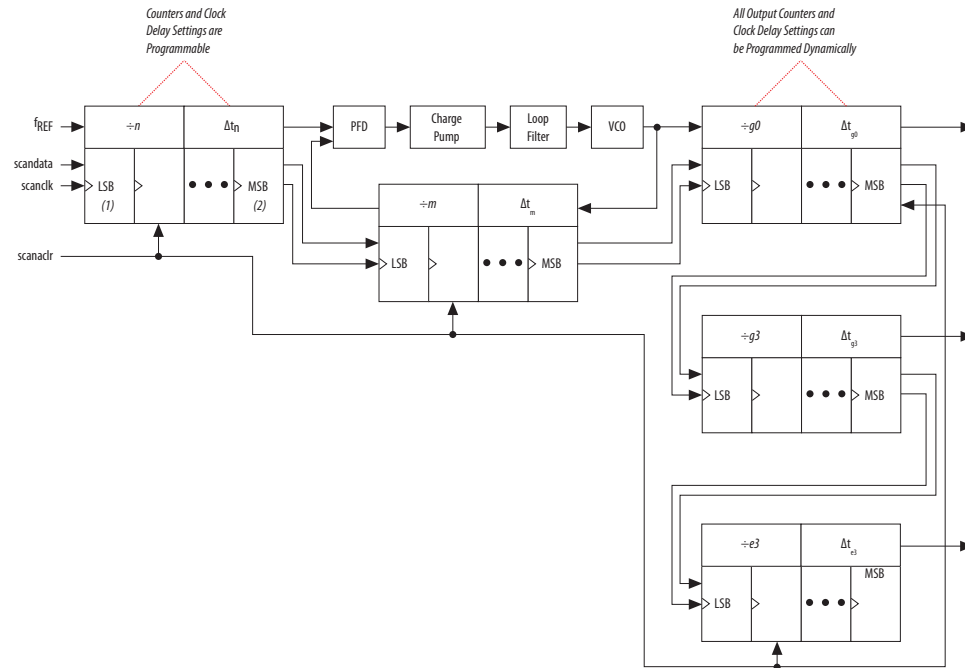 Counters and Clock
Delay Settings are
Programmable
All Output Counters and
Clock Delay Settings can
be Programmed Dynamically
fREF
÷n
Δtn
PFD
Charge
Pump
Loop
Filter
VCO
÷g0
Δtg0
scandata
scanclk
LSB
(1)
MSB
(2)
LSB
MSB
÷m
Δtm
LSB
MSB
scanaclr
÷g3
Δtg3
LSB
MSB
÷e3
Δte3
MSB
LSB